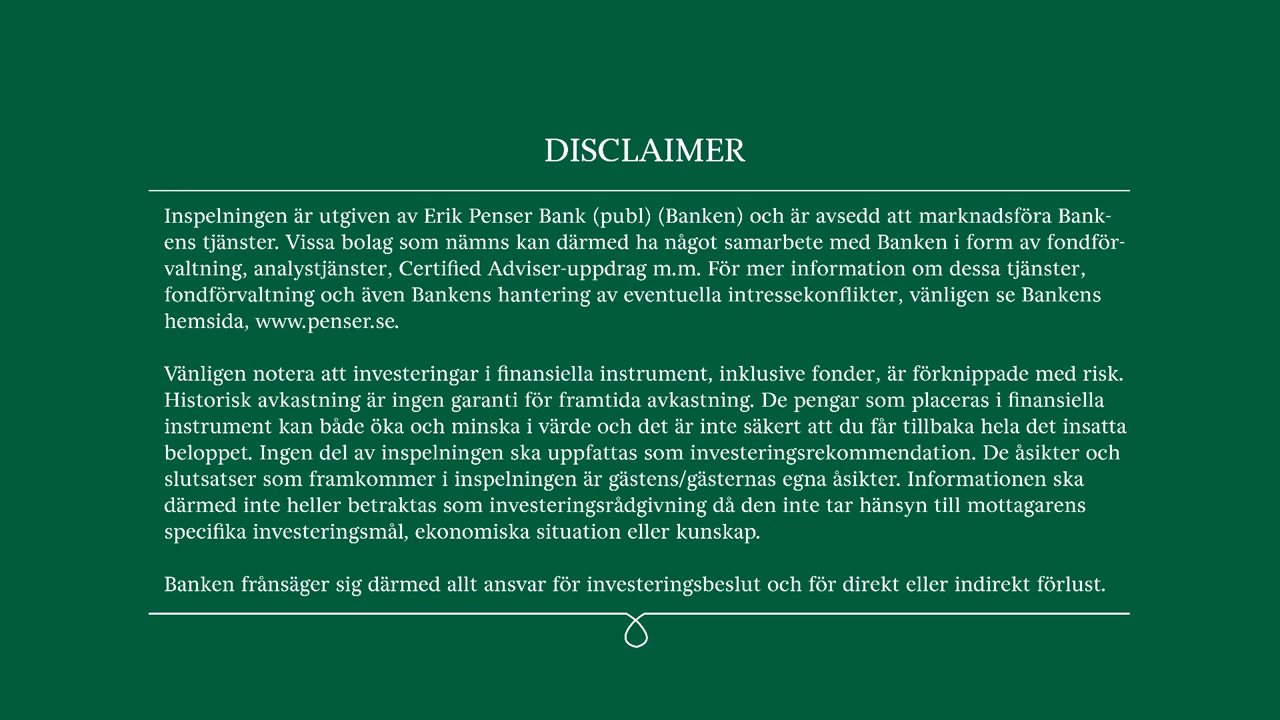 DISCLAIMER
Inspelningen är utgiven av Erik Penser Bank (publ) (Banken) och är avsedd att marknadsföra Bank-
ens tjänster. Vissa bolag som nämns kan därmed ha något samarbete med Banken i form av fondför-
valtning, analystjänster, Certified Adviser-uppdrag m.m. För mer information om dessa tjänster,
fondförvaltning och även Bankens hantering av eventuella intressekonflikter, vänligen se Bankens
hemsida, www.penser.se.
Vänligen notera att investeringar i finansiella instrument, inklusive fonder, är förknippade med risk.
Historisk avkastning är ingen garanti för framtida avkastning. De pengar som placeras i finansiella
instrument kan både öka och minska i värde och det är inte säkert att du får tillbaka hela det insatta
beloppet. Ingen del av inspelningen ska uppfattas som investeringsrekommendation. De åsikter och
slutsatser som framkommer i inspelningen är gästens/gästernas egna åsikter. Informationen ska
därmed inte heller betraktas som investeringsrådgivning då den inte tar hänsyn till mottagarens
specifika investeringsmål, ekonomiska situation eller kunskap.
Banken frånsäger sig därmed allt ansvar för investeringsbeslut och för direkt eller indirekt förlust.